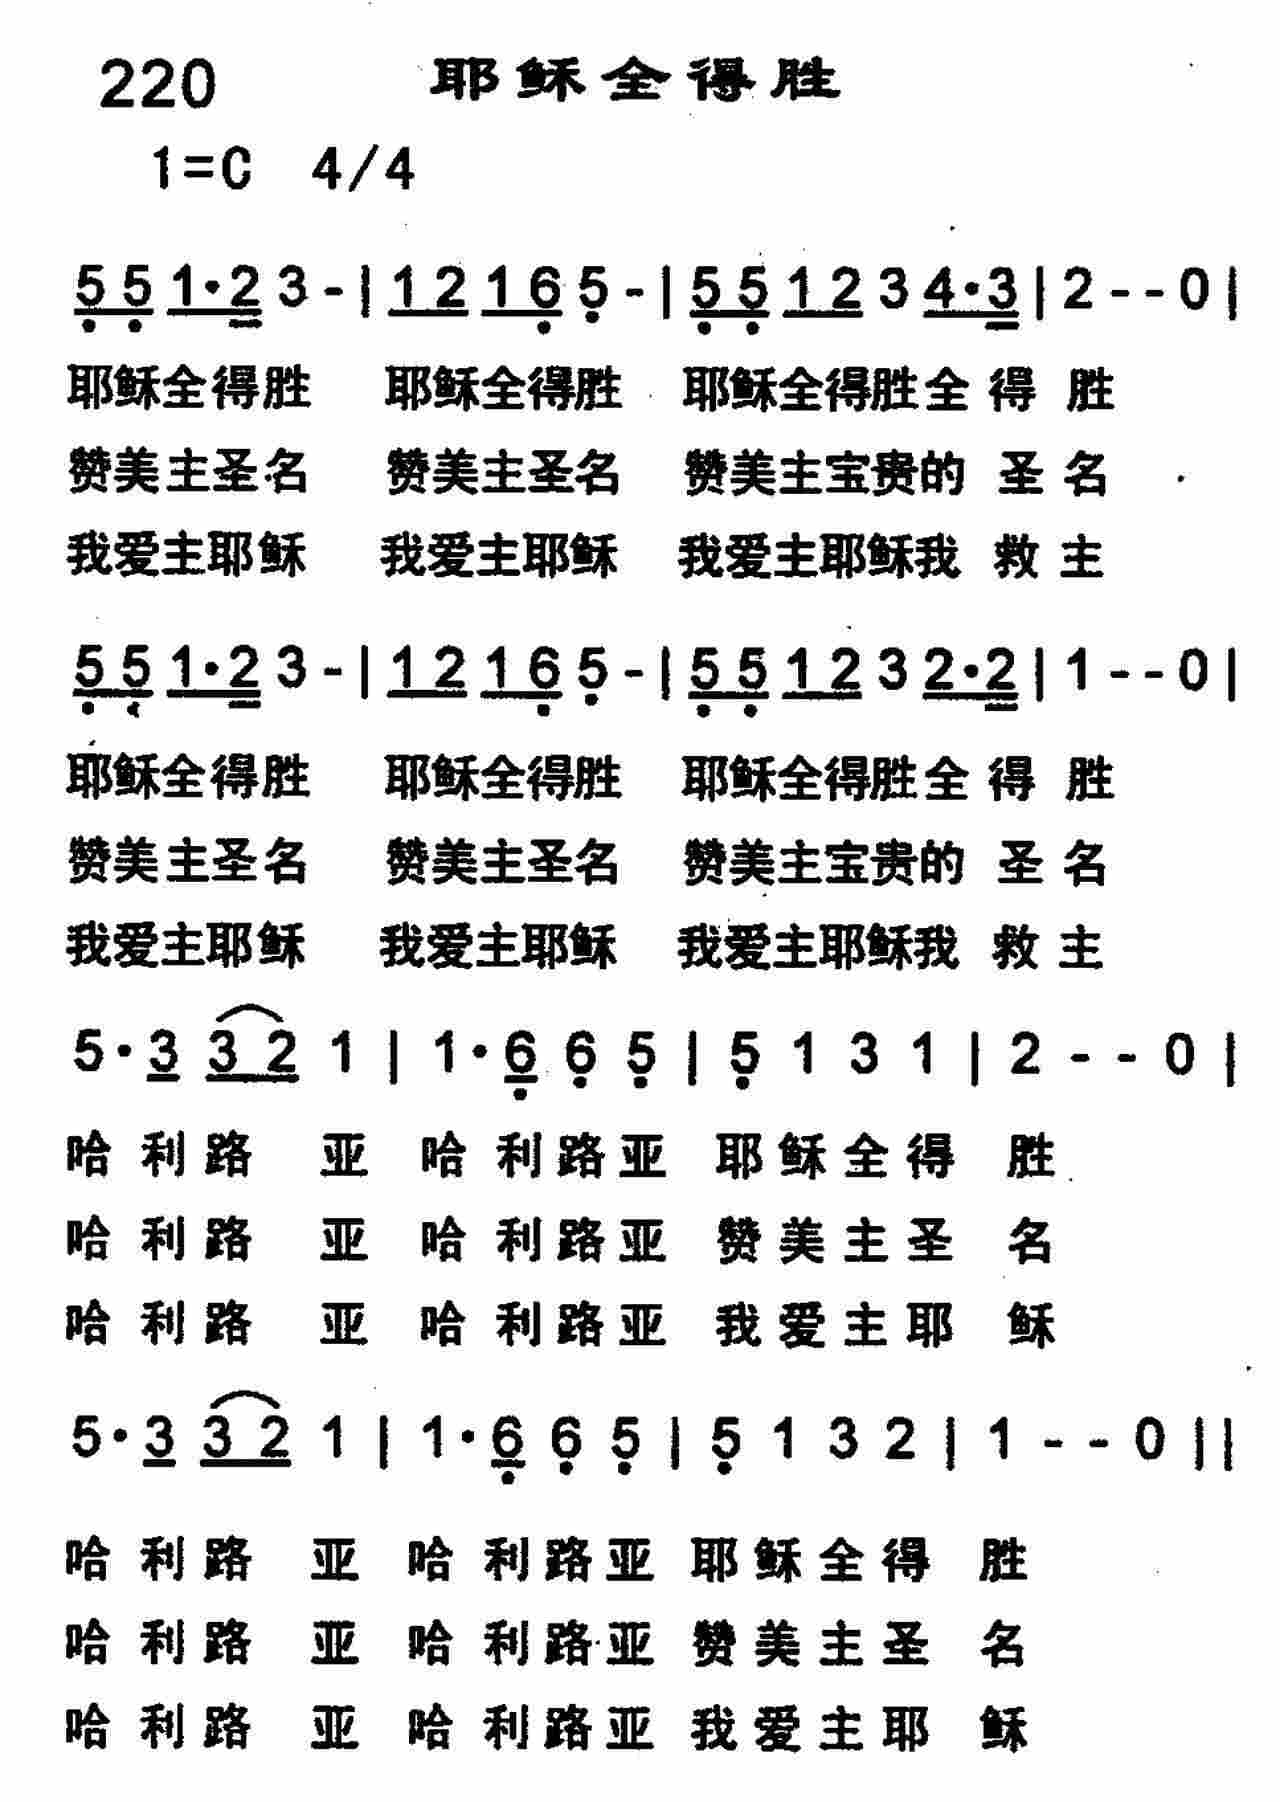 220 耶稣全得胜
1=C 4/4
5 5 1·2 3 - | 1 2 1 6 5 - | 5 5 1 2 3 4·3 | 2 - - 0 |
耶稣全得胜 耶稣全得胜 耶稣全得胜全 得 胜
赞美主圣名 赞美主圣名 赞美主宝贵的 圣 名
我爱主耶稣 我爱主耶稣 我爱主耶稣我 救 主
5 5 1·2 3 - | 1 2 1 6 5 - | 5 5 1 2 3 2·2 | 1 - - 0 |
耶稣全得胜 耶稣全得胜 耶稣全得胜全 得 胜
赞美主圣名 赞美主圣名 赞美主宝贵的 圣 名
我爱主耶稣 我爱主耶稣 我爱主耶稣我 救 主
5·3 3 2 1 | 1·6 6 5 | 5 1 3 1 | 2 - - 0 |
哈 利 路 亚 哈 利 路 亚 耶 稣 全 得 胜
哈 利 路 亚 哈 利 路 亚 赞 美 主 圣 名
哈 利 路 亚 哈 利 路 亚 我 爱 主 耶 稣
5·3 3 2 1 | 1·6 6 5 | 5 1 3 2 | 1 - - 0 ||
哈 利 路 亚 哈 利 路 亚 耶 稣 全 得 胜
哈 利 路 亚 哈 利 路 亚 赞 美 主 圣 名
哈 利 路 亚 哈 利 路 亚 我 爱 主 耶 稣